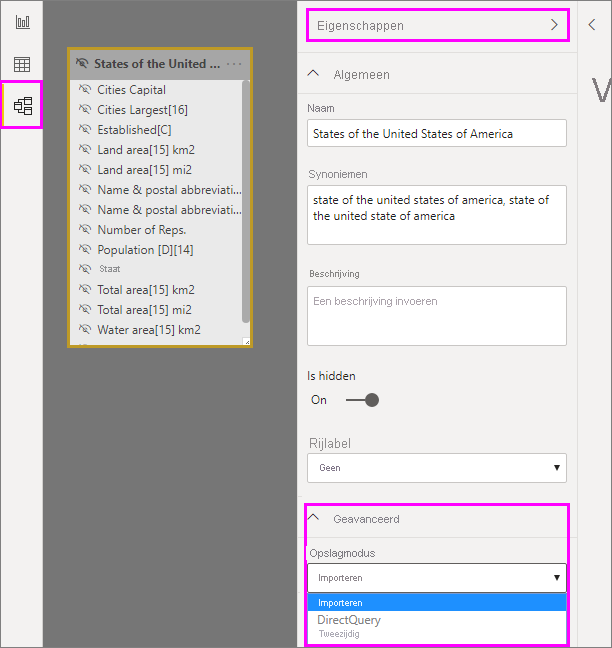 States of the United ...
Cities Capital
Cities Largest[16]
Established[C]
Land area[15] km2
Land area[15] mi2
Name & postal abbreviati...
Name & postal abbreviati...
Number of Reps.
Population [D][14]
Staat
Total area[15] km2
Total area[15] mi2
Water area[15] km2
Eigenschappen
Algemeen
Naam
States of the United States of America
Synoniemen
state of the united states of america, state of
the united state of america
Beschrijving
Een beschrijving invoeren
Is hidden
On
Rijlabel
Geen
Geavanceerd
Opslagmodus
Importeren
Importeren
DirectQuery
Tweezijdig
V